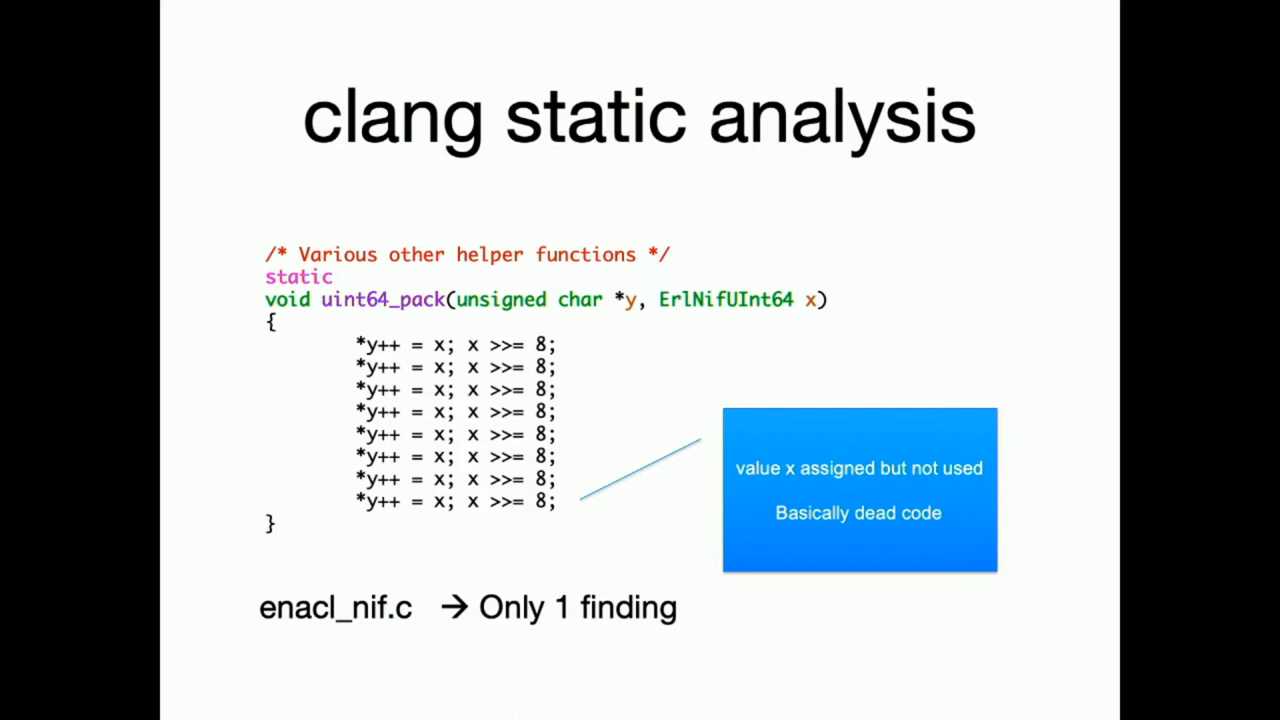 clang static analysis
/* Various other helper functions */
static
void uint64_pack(unsigned char *y, ErlNifUInt64 x)
{
*y++ = x; x >>= 8;
*y++ = x; x >>= 8;
*y++ = x; x >>= 8;
*y++ = x; x >>= 8;
*y++ = x; x >>= 8;
*y++ = x; x >>= 8;
*y++ = x; x >>= 8;
*y++ = x; x >>= 8;
}
value x assigned but not used
Basically dead code
enacl_nif.c → Only 1 finding